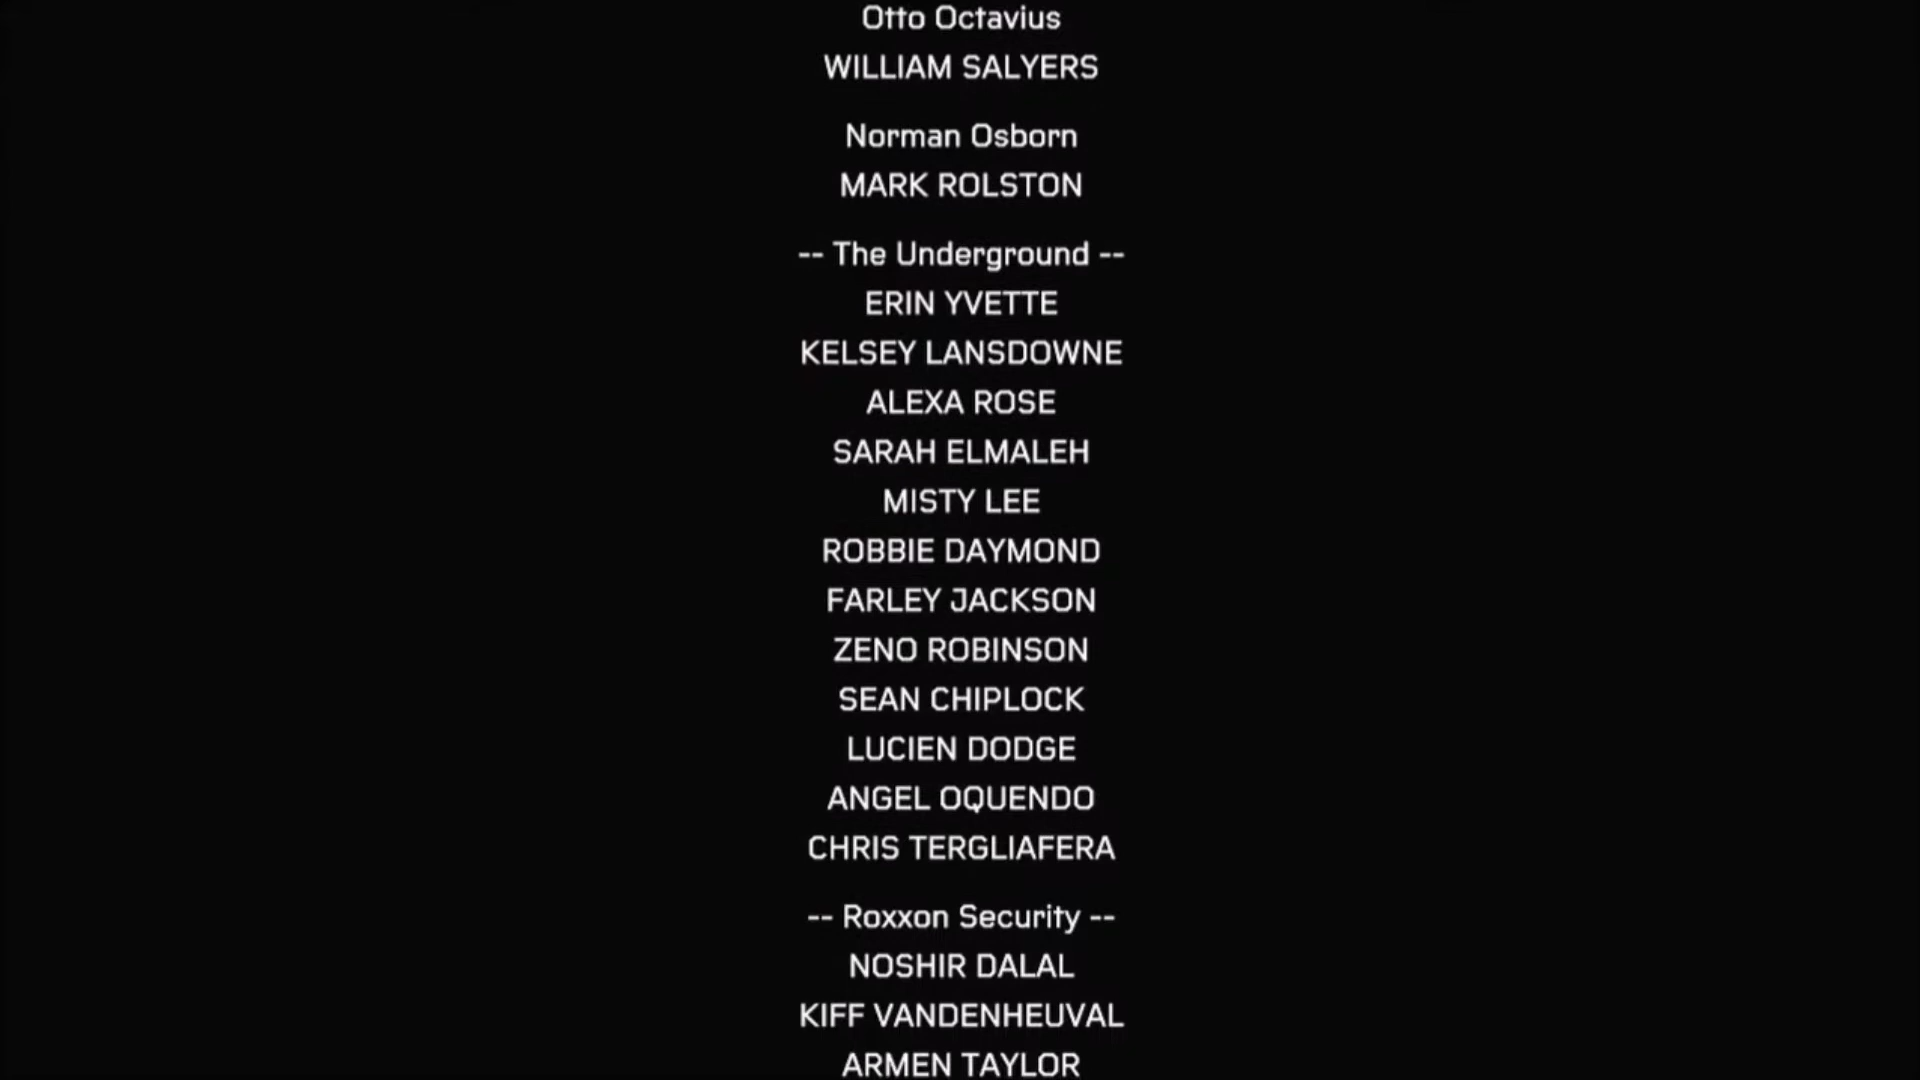 Otto Octavius
WILLIAM SALYERS
Norman Osborn
MARK ROLSTON
-- The Underground --
ERIN YVETTE
KELSEY LANSDOWNE
ALEXA ROSE
SARAH ELMALEH
MISTY LEE
ROBBIE DAYMOND
FARLEY JACKSON
ZENO ROBINSON
SEAN CHIPLOCK
LUCIEN DODGE
ANGEL OQUENDO
CHRIS TERGLIAFERA
-- Roxxon Security --
NOSHIR DALAL
KIFF VANDENHEUVAL
ARMEN TAYLOR